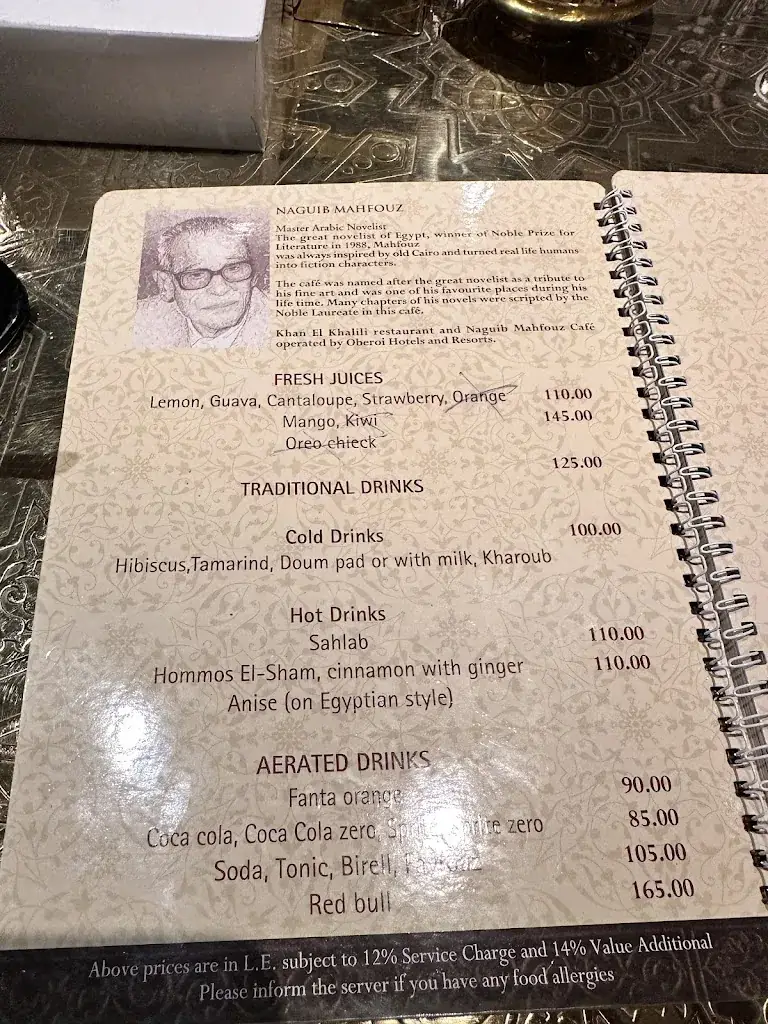 NAGUIB MAHFOUZ
Master Arabic Novelist
The great novelist of Egypt, winner of Noble Prize for
Literature in 1988, Mahfouz
was always inspired by old Cairo and turned real life humans
into fiction characters.
The café was named after the great novelist as a tribute to
his fine art and was one of his favourite places during his
life time. Many chapters of his novels were scripted by the
Noble Laureate in this café.
Khan El Khalili restaurant and Naguib Mahfouz Café
operated by Oberoi Hotels and Resorts.
FRESH JUICES
Lemon, Guava, Cantaloupe, Strawberry, Orange 110.00
Mango, Kiwi 145.00
Oreo chieck
125.00
TRADITIONAL DRINKS
Cold Drinks 100.00
Hibiscus,Tamarind, Doum pad or with milk, Kharoub
Hot Drinks
Sahlab 110.00
Hommos El-Sham, cinnamon with ginger 110.00
Anise (on Egyptian style)
AERATED DRINKS
Fanta orange 90.00
Coca cola, Coca Cola zero, Sprite, Sprite zero 85.00
Soda, Tonic, Birell, 105.00
Red bull 165.00
Above prices are in L.E. subject to 12% Service Charge and 14% Value Additional
Please inform the server if you have any food allergies